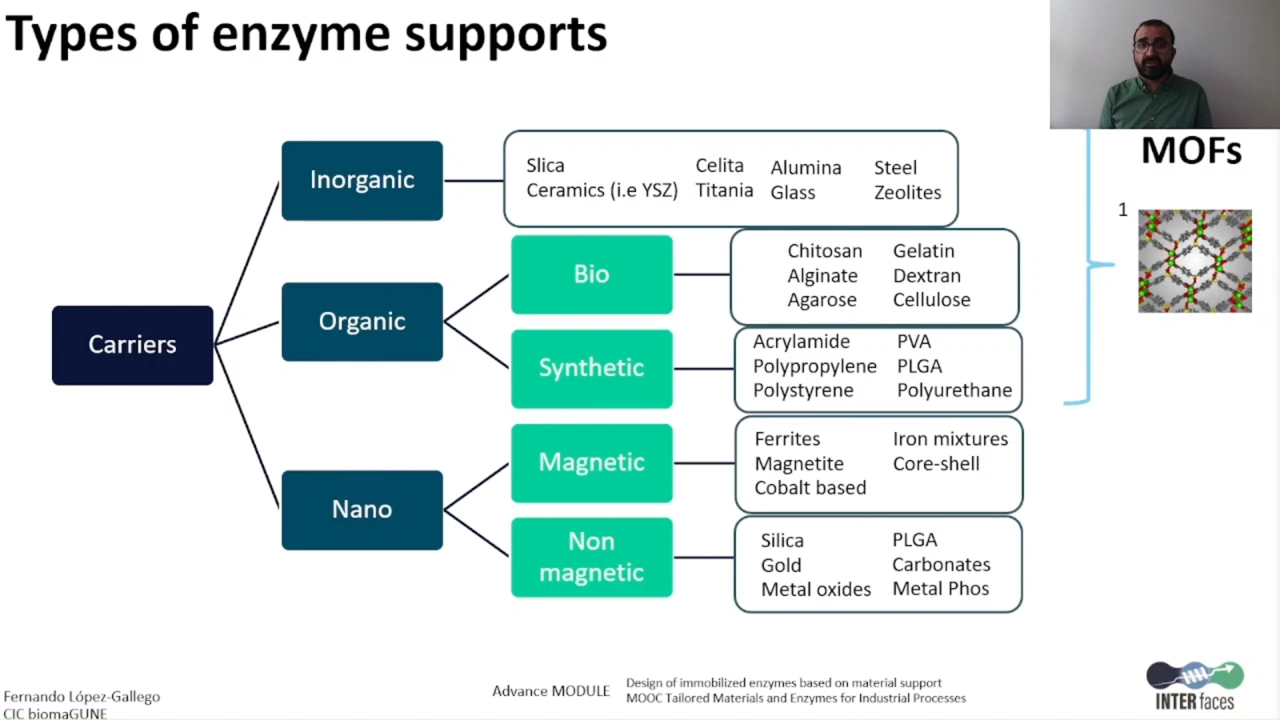 Types of enzyme supports
MOFs
1
Carriers
Inorganic
Slica
Ceramics (i.e YSZ)
Celita
Titania
Alumina
Glass
Steel
Zeolites
Organic
Bio
Chitosan
Alginate
Agarose
Gelatin
Dextran
Cellulose
Synthetic
Acrylamide
Polypropylene
Polystyrene
PVA
PLGA
Polyurethane
Nano
Magnetic
Ferrites
Magnetite
Cobalt based
Iron mixtures
Core-shell
Non
magnetic
Silica
Gold
Metal oxides
PLGA
Carbonates
Metal Phos
Fernando López-Gallego
CIC biomaGUNE
Advance MODULE
Design of immobilized enzymes based on material support
MOOC Tailored Materials and Enzymes for Industrial Processes
INTERfaces